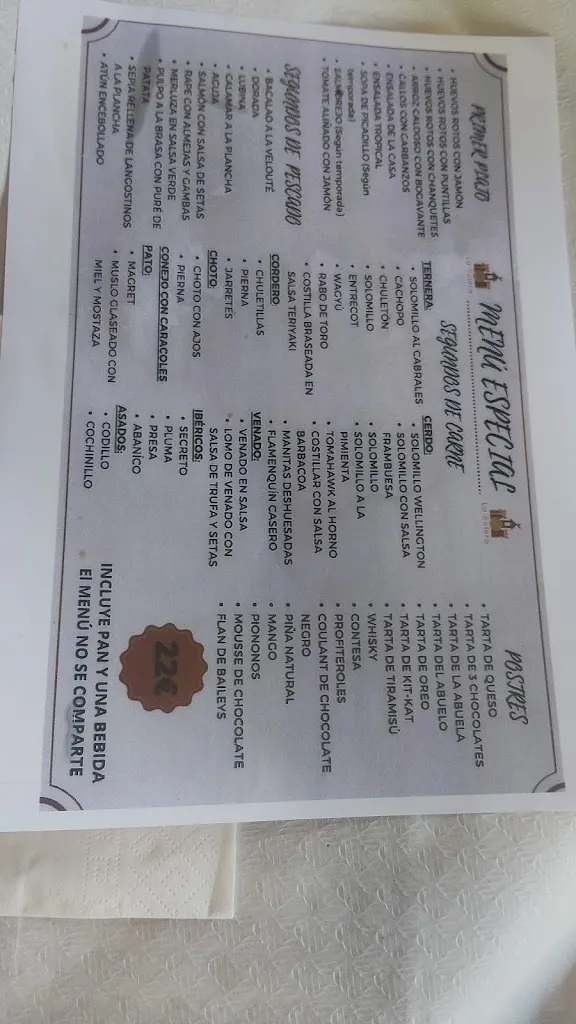 MENÚ ESPECIAL
La Solera
La Solera
PRIMER PLATO
• HUEVOS ROTOS CON JAMÓN
• HUEVOS ROTOS CON PUNTILLAS
• HUEVOS ROTOS CON CHANQUETES
• ARROZ CALDOSO CON BOGAVANTE
• CALLOS CON GARBANZOS
• ENSALADA DE LA CASA
• ENSALADA TROPICAL
• SOPA DE PICADILLO (Según
temporada)
• SALMOREJO (Según temporada)
• TOMATE ALIÑADO CON JAMÓN
SEGUNDOS DE PESCADO
• BACALAO A LA VELOUTÉ
• DORADA
• LUBINA
• CALAMAR A LA PLANCHA
• AGUJA
• SALMÓN CON SALSA DE SETAS
• RAPE CON ALMEJAS Y GAMBAS
• MERLUZA EN SALSA VERDE
• PULPO A LA BRASA CON PURÉ DE
PATATA
• SEPIA RELLENA DE LANGOSTINOS
A LA PLANCHA
• ATÚN ENCEBOLLADO
SEGUNDOS DE CARNE
TERNERA:
• SOLOMILLO AL CABRALES
• CACHOPO
• CHULETÓN
• SOLOMILLO
• ENTRECOT
• WAGYÚ
• RABO DE TORO
• COSTILLA BRASEADA EN
SALSA TERIYAKI
CORDERO
• CHULETILLAS
• PIERNA
• JARRETES
CHOTO:
• CHOTO CON AJOS
• PIERNA
CONEJO CON CARACOLES
PATO:
• MAGRET
• MUSLO GLASEADO CON
MIEL Y MOSTAZA
CERDO:
• SOLOMILLO WELLINGTON
• SOLOMILLO CON SALSA
FRAMBUESA
• SOLOMILLO
• SOLOMILLO A LA
PIMIENTA
• TOMAHAWK AL HORNO
• COSTILLAR CON SALSA
BARBACOA
• MANITAS DESHUESADAS
• FLAMENQUÍN CASERO
VENADO:
• VENADO EN SALSA
• LOMO DE VENADO CON
SALSA DE TRUFA Y SETAS
IBÉRICOS:
• SECRETO
• PLUMA
• PRESA
• ABANICO
ASADOS:
• CODILLO
• COCHINILLO
POSTRES
• TARTA DE QUESO
• TARTA DE 3 CHOCOLATES
• TARTA DE LA ABUELA
• TARTA DEL ABUELO
• TARTA DE OREO
• TARTA DE KIT-KAT
• TARTA DE TIRAMISÚ
• WHISKY
• CONTESA
• PROFITEROLES
• COULANT DE CHOCOLATE
NEGRO
• PIÑA NATURAL
• MANGO
• PIONONOS
• MOUSSE DE CHOCOLATE
• FLAN DE BAILEYS
22€
INCLUYE PAN Y UNA BEBIDA
El MENÚ NO SE COMPARTE